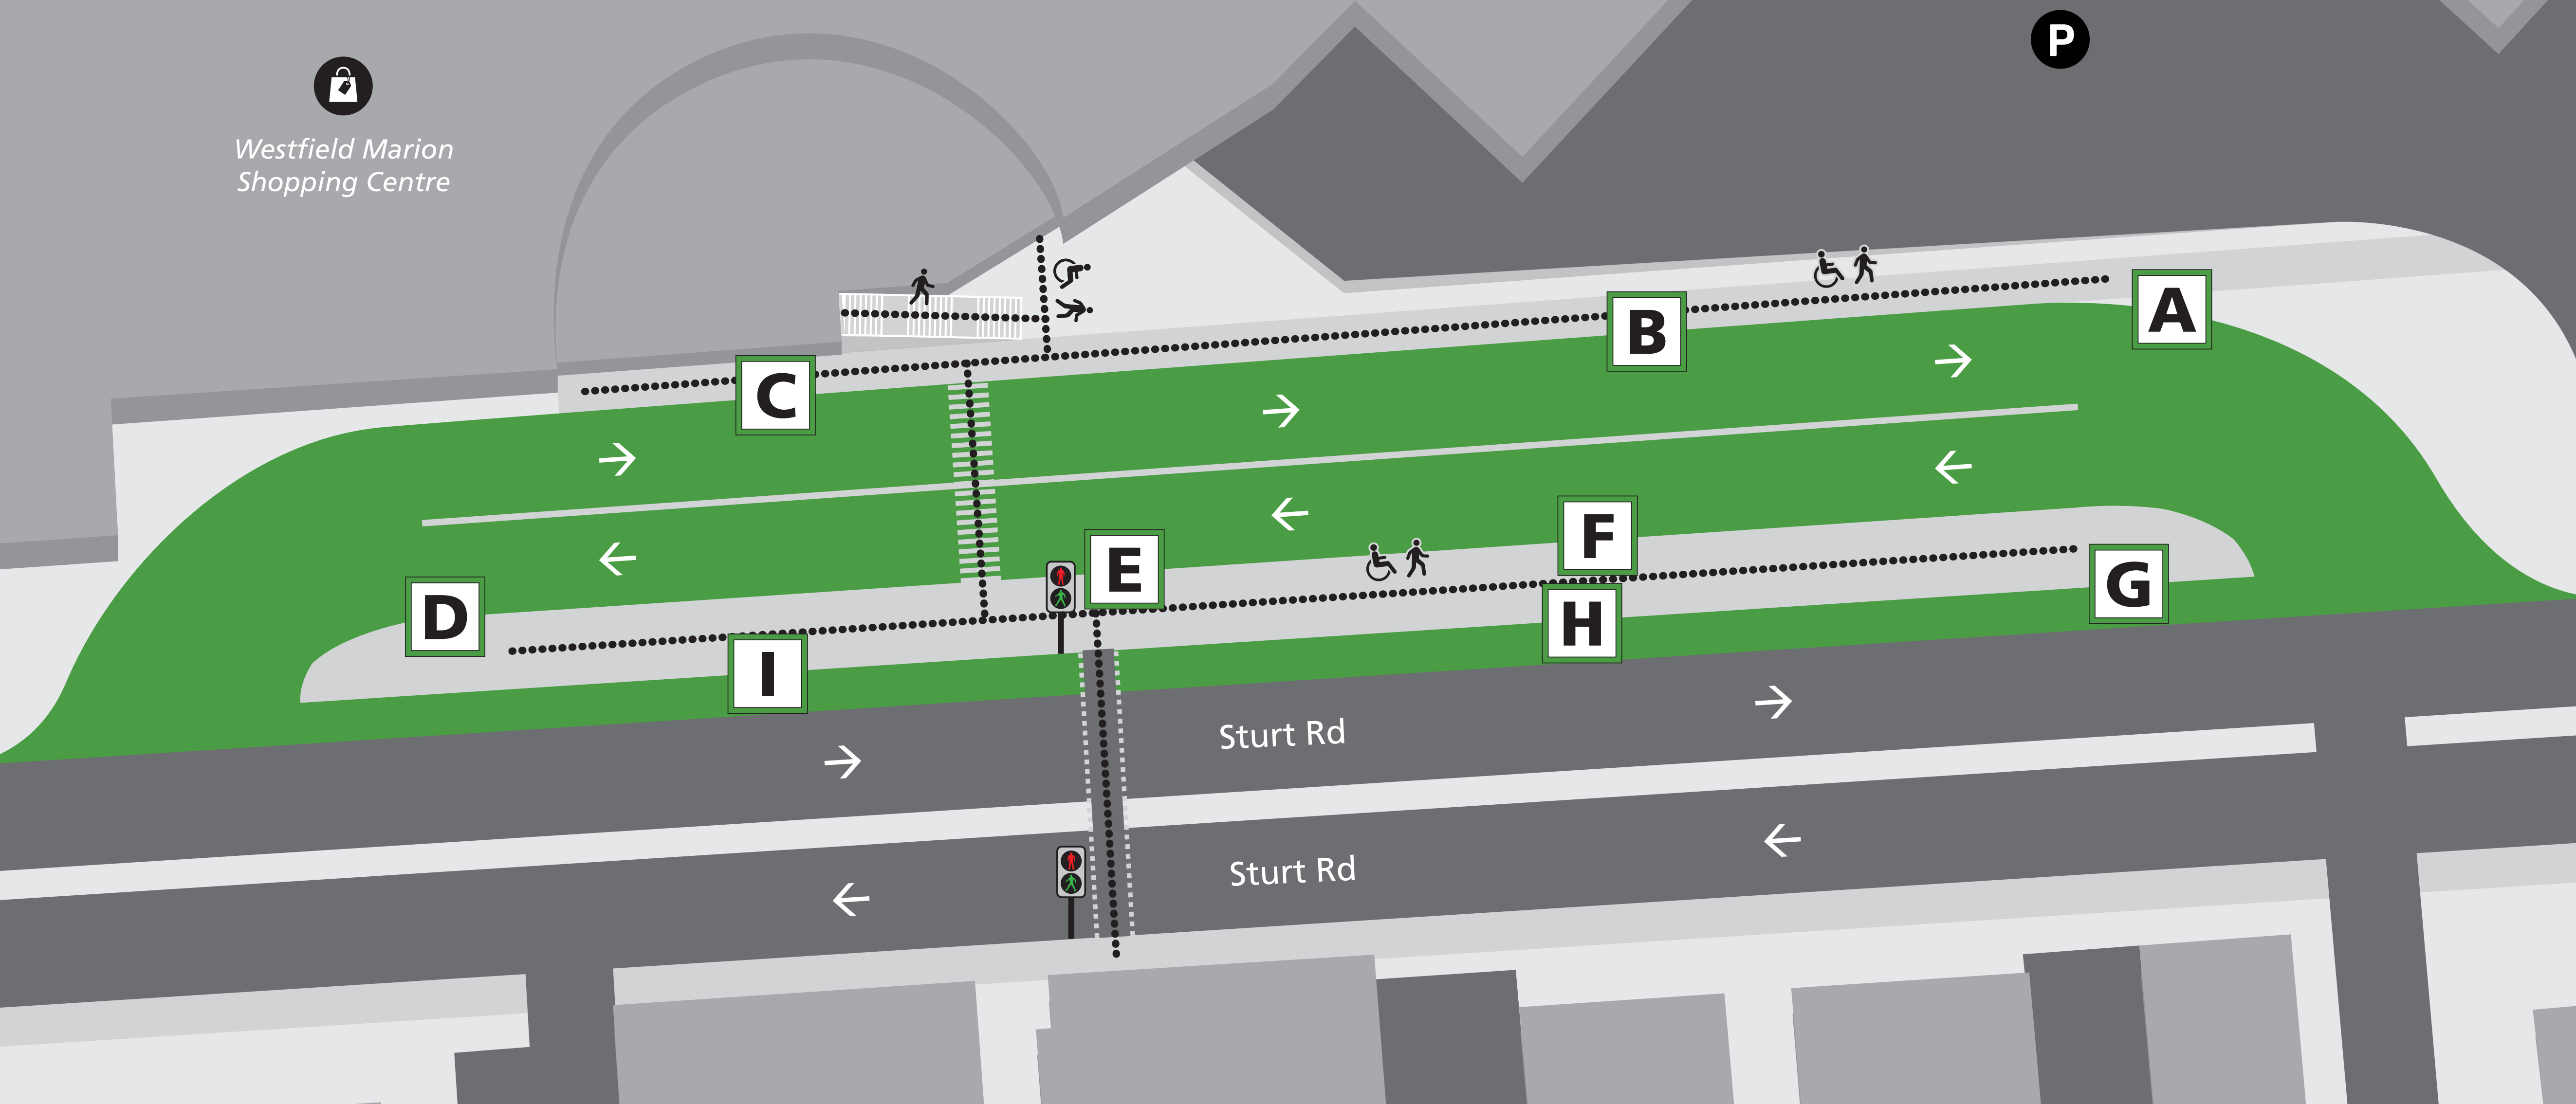 P
Westfield Marion
Shopping Centre
A
B
C
D
E
F
G
H
I
Sturt Rd
Sturt Rd